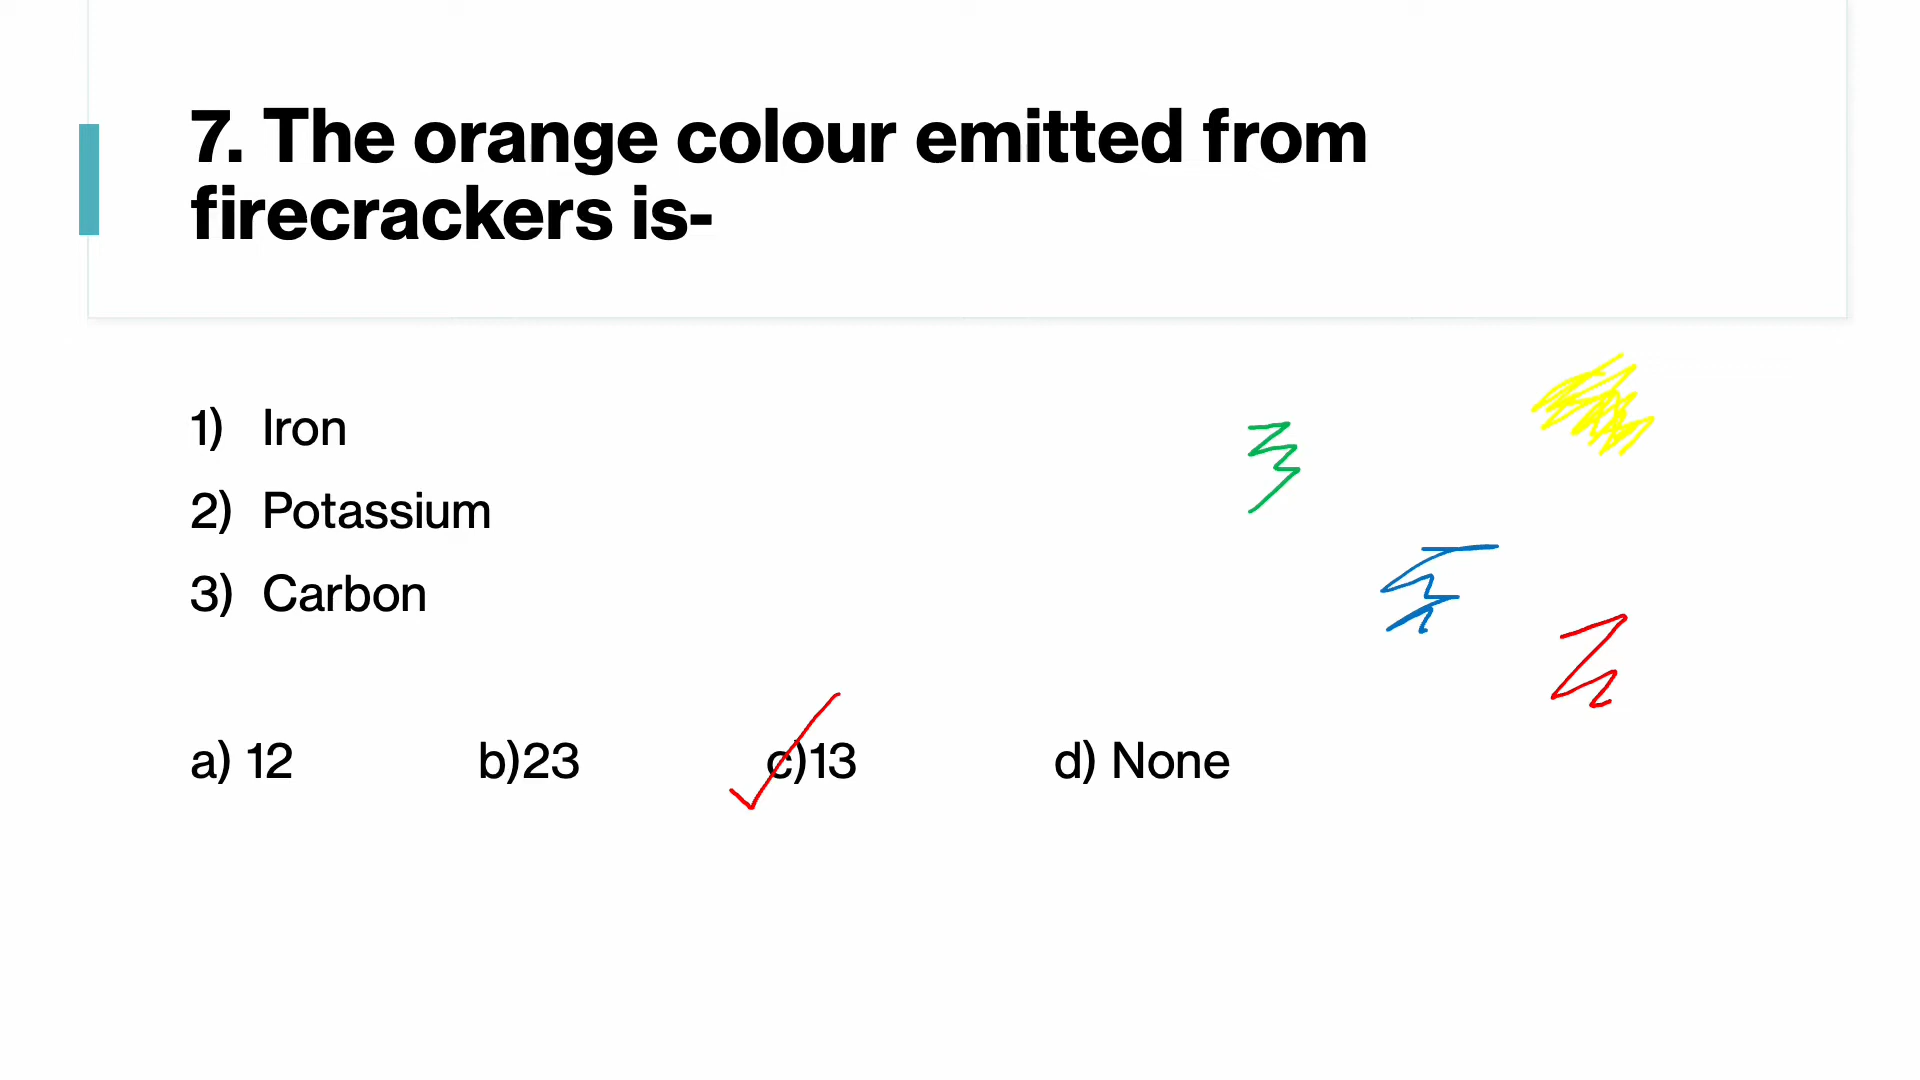 7. The orange colour emitted from
firecrackers is-
1) Iron
2) Potassium
3) Carbon
a) 12 b)23 c)13 d) None